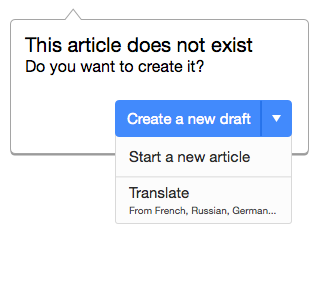 This article does not exist
Do you want to create it?
Create a new draft
Start a new article
Translate
From French, Russian, German...